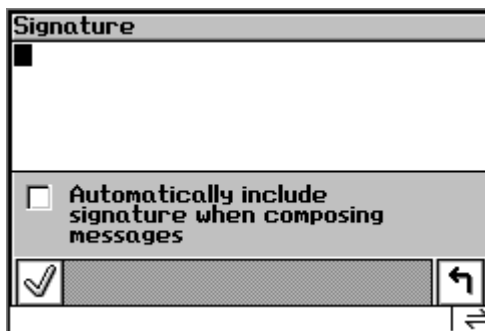 Signature
Automatically include
signature when composing
messages